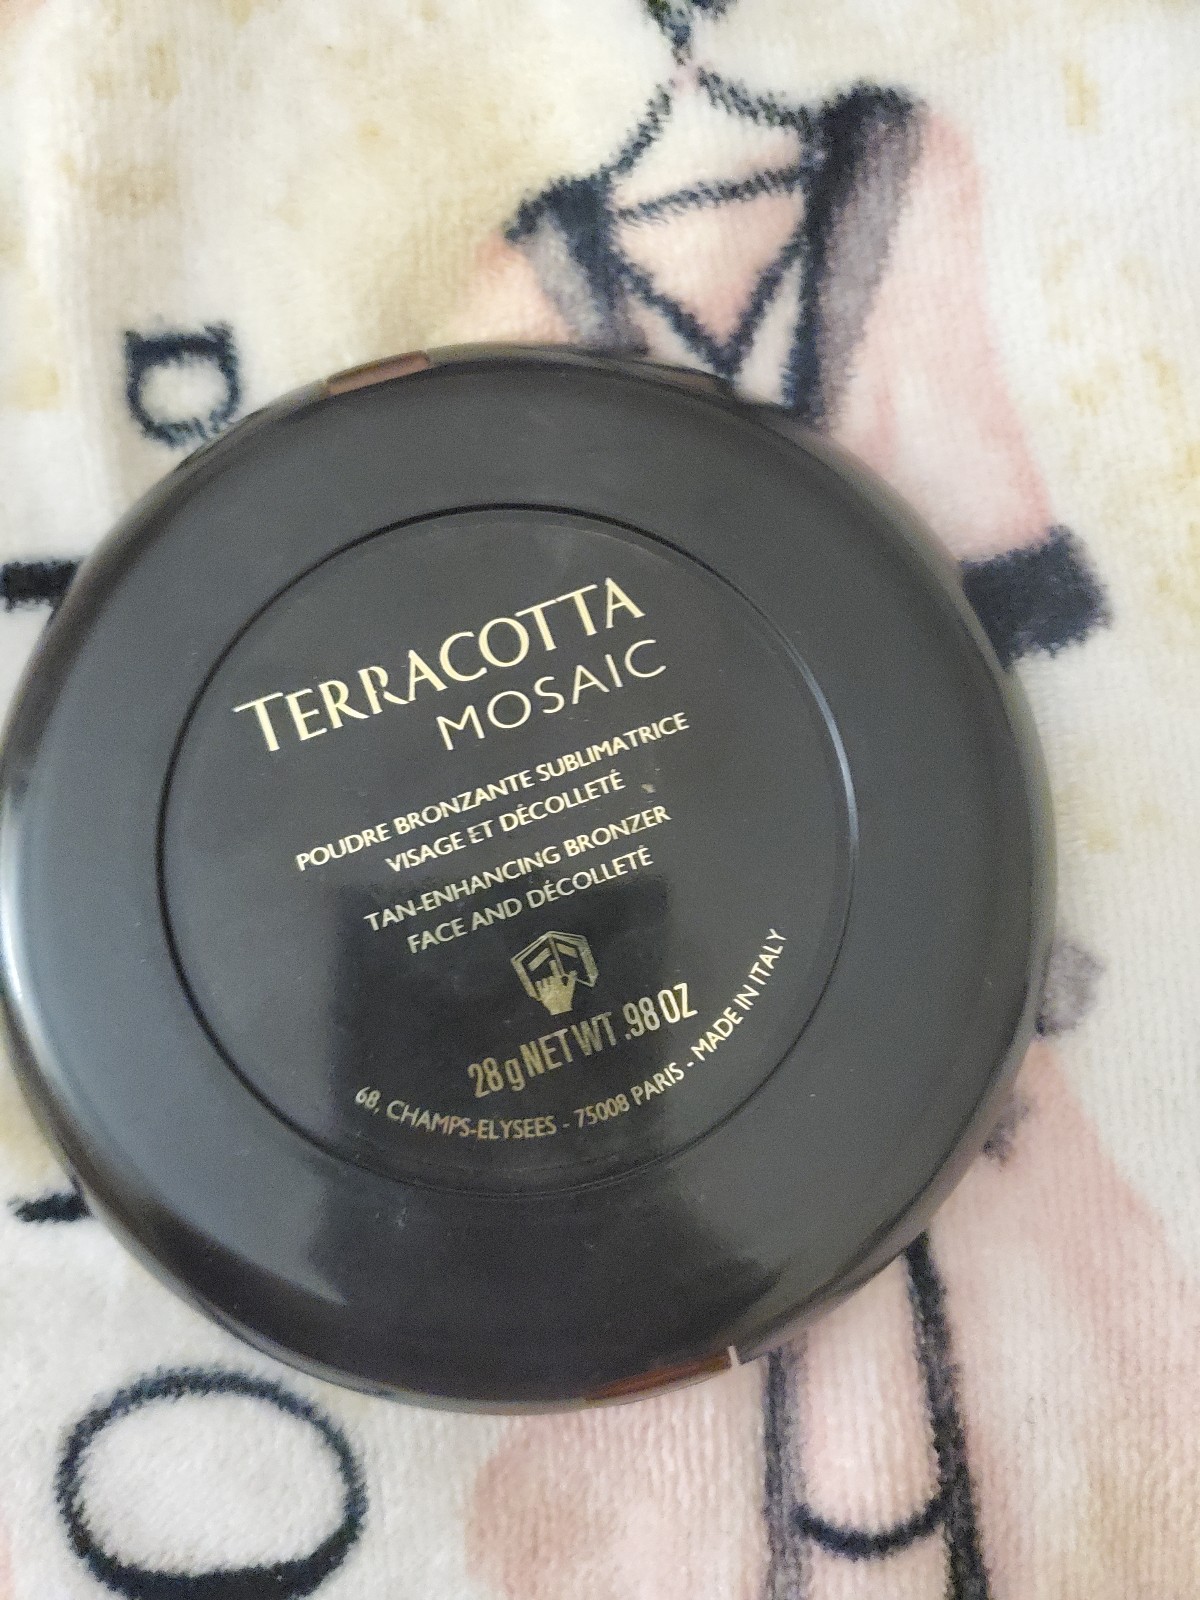 TERRACOTTA
MOSAIC
POUDRE BRONZANTE SUBLIMATRICE
VISAGE ET DÉCOLLETÉ
TAN-ENHANCING BRONZER
FACE AND DÉCOLLETÉ
28 g NET WT .98 OZ
68, CHAMPS-ELYSEES - 75008 PARIS - MADE IN ITALY